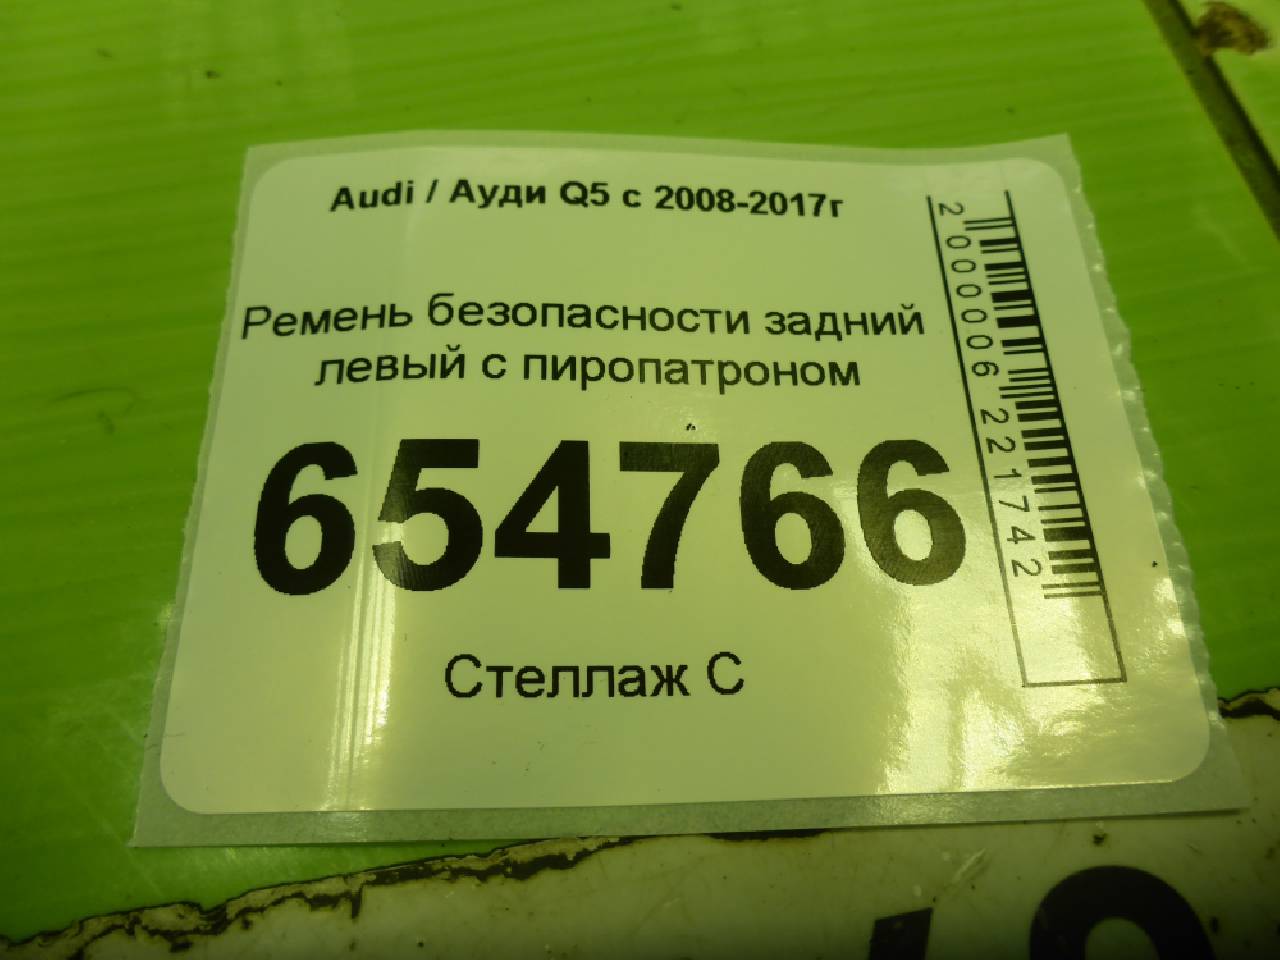 Audi / Ауди Q5 с 2008-2017г
Ремень безопасности задний
левый с пиропатроном
654766
Стеллаж С
2000006221742